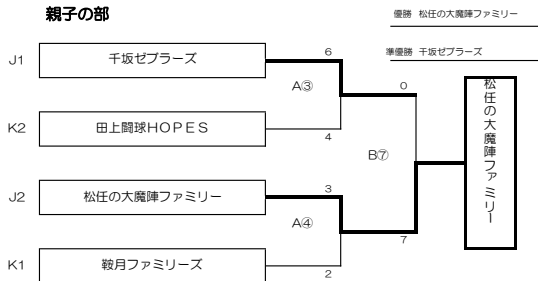 親子の部
優勝 松任の大魔陣ファミリー
準優勝 千坂ゼブラーズ
J1 千坂ゼブラーズ 6
A③
K2 田上闘球HOPES 4
0
B⑦
7
松任の大魔陣ファミリー
J2 松任の大魔陣ファミリー 3
A④
K1 鞍月ファミリーズ 2